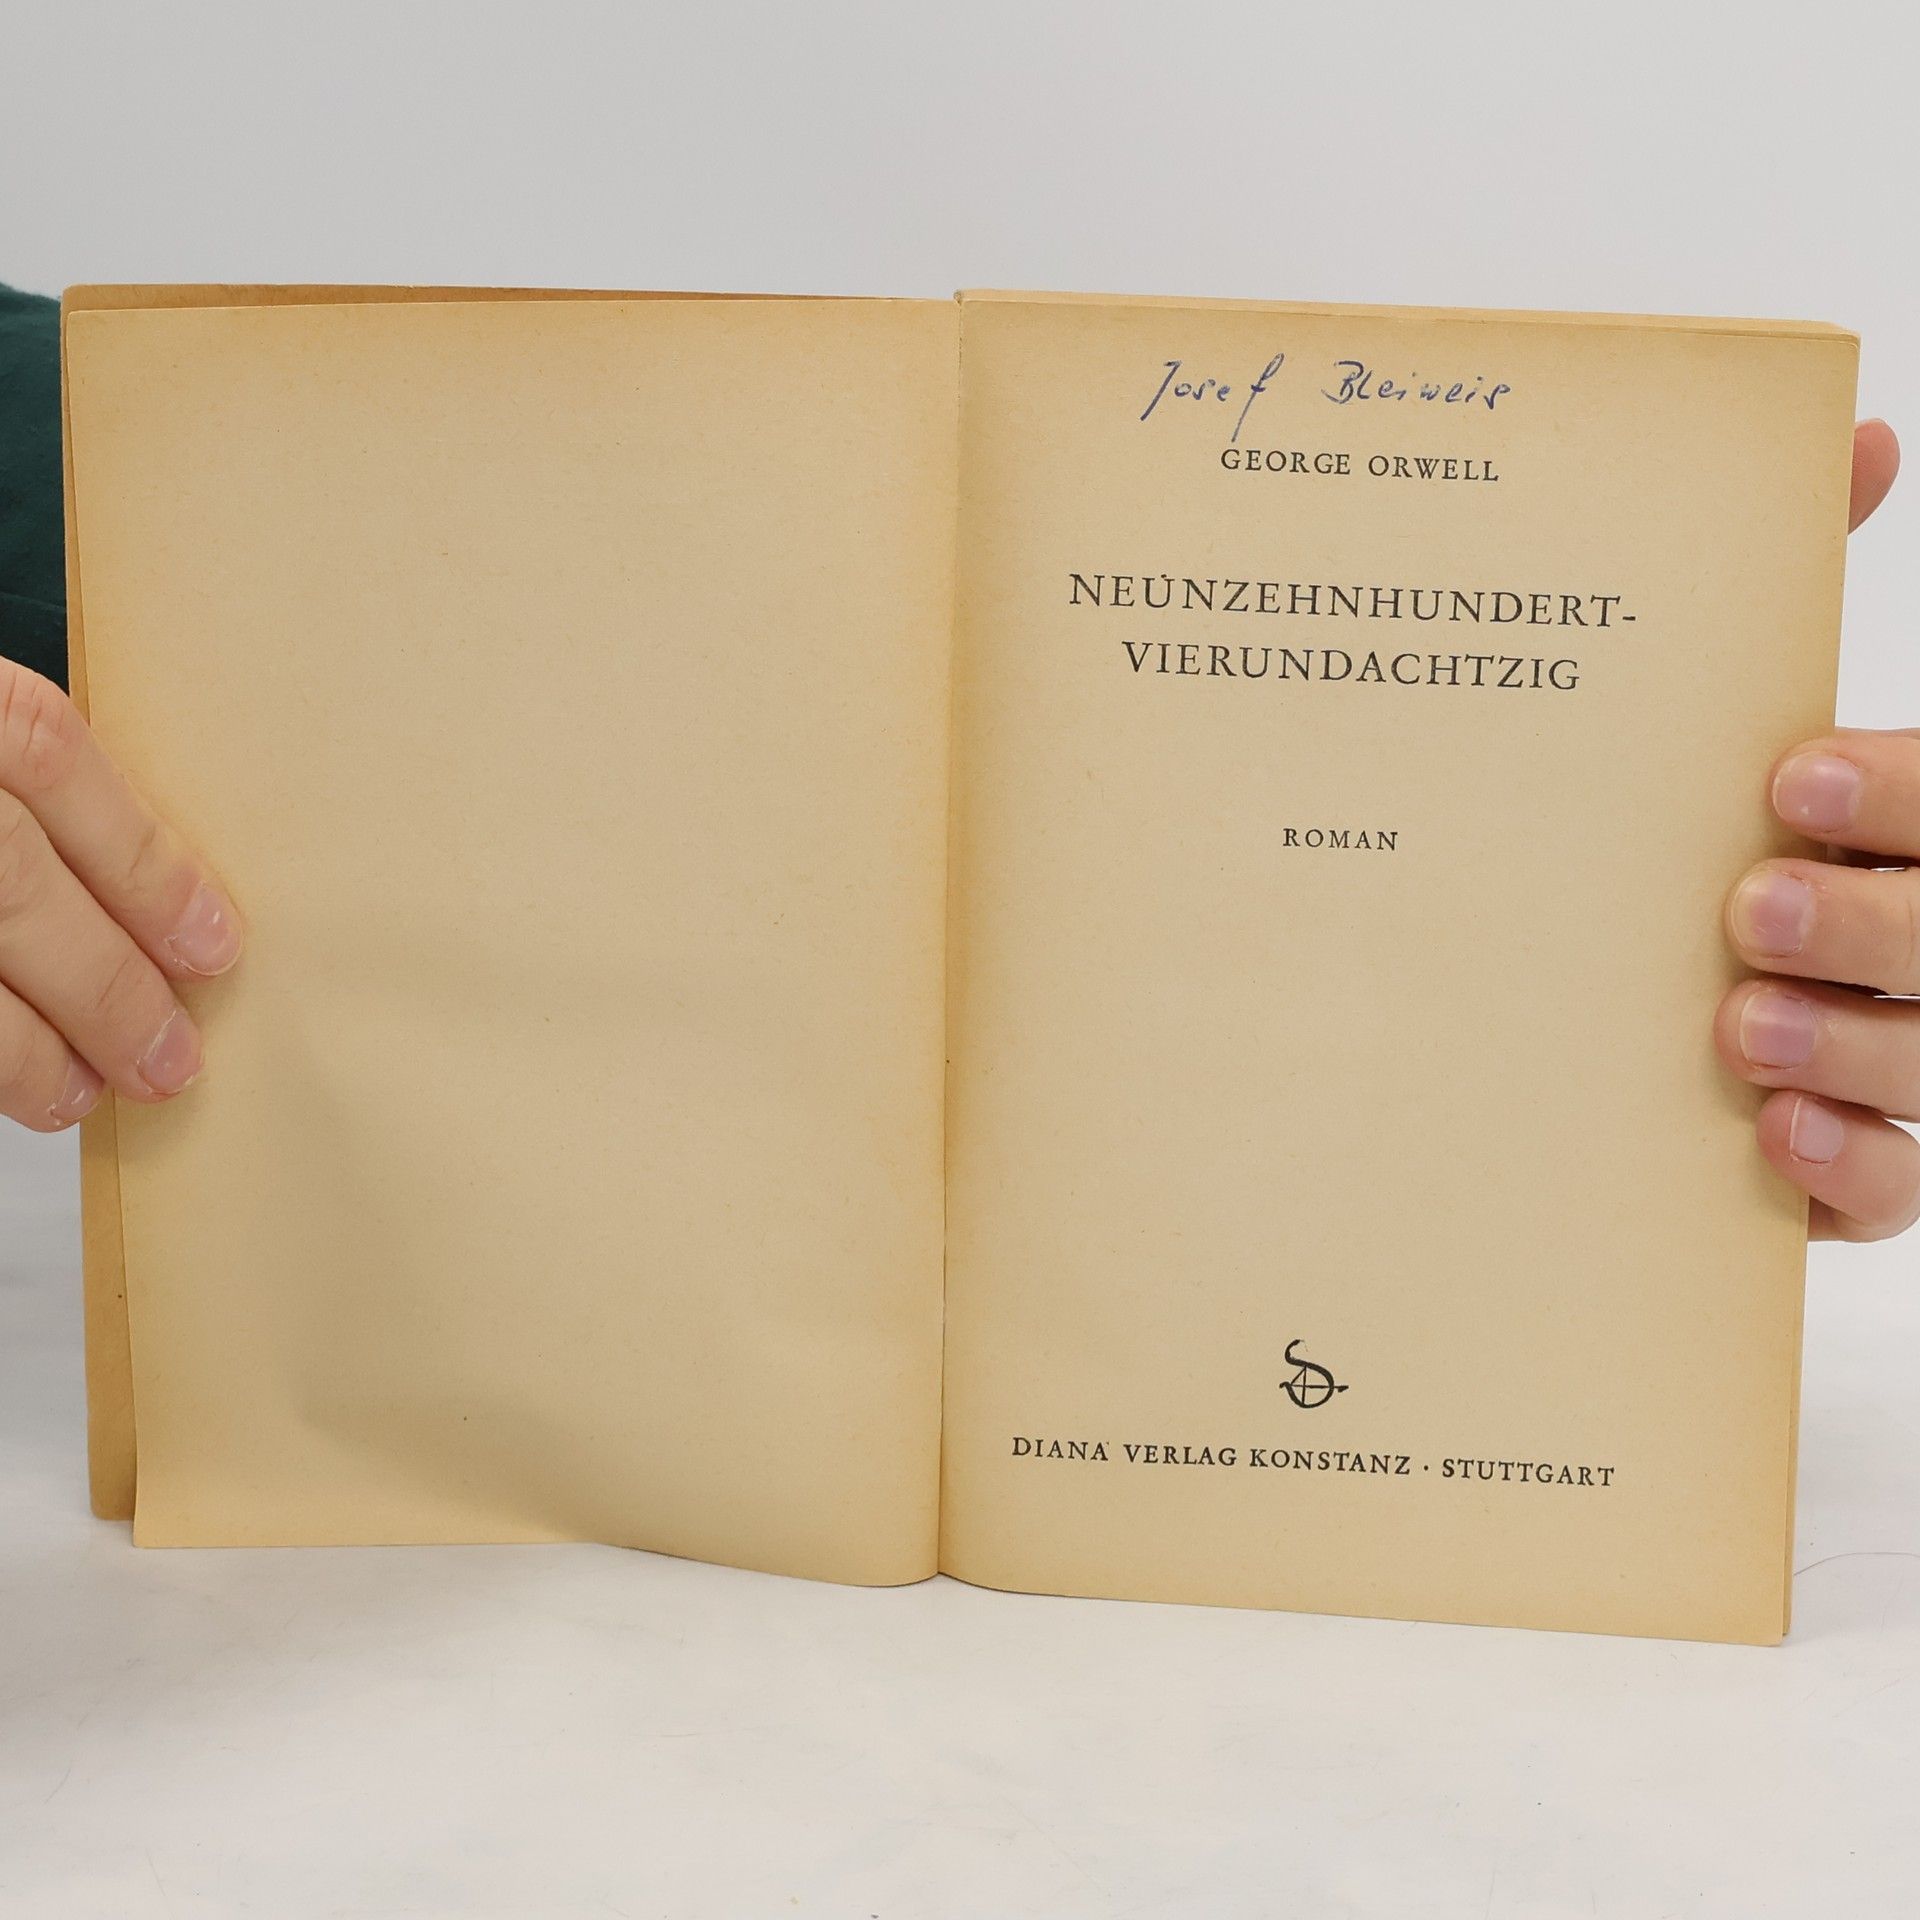 Josef Bleiweis
GEORGE ORWELL
NEUNZEHNHUNDERT-
VIERUNDACHTZIG
ROMAN
DIANA VERLAG KONSTANZ · STUTTGART